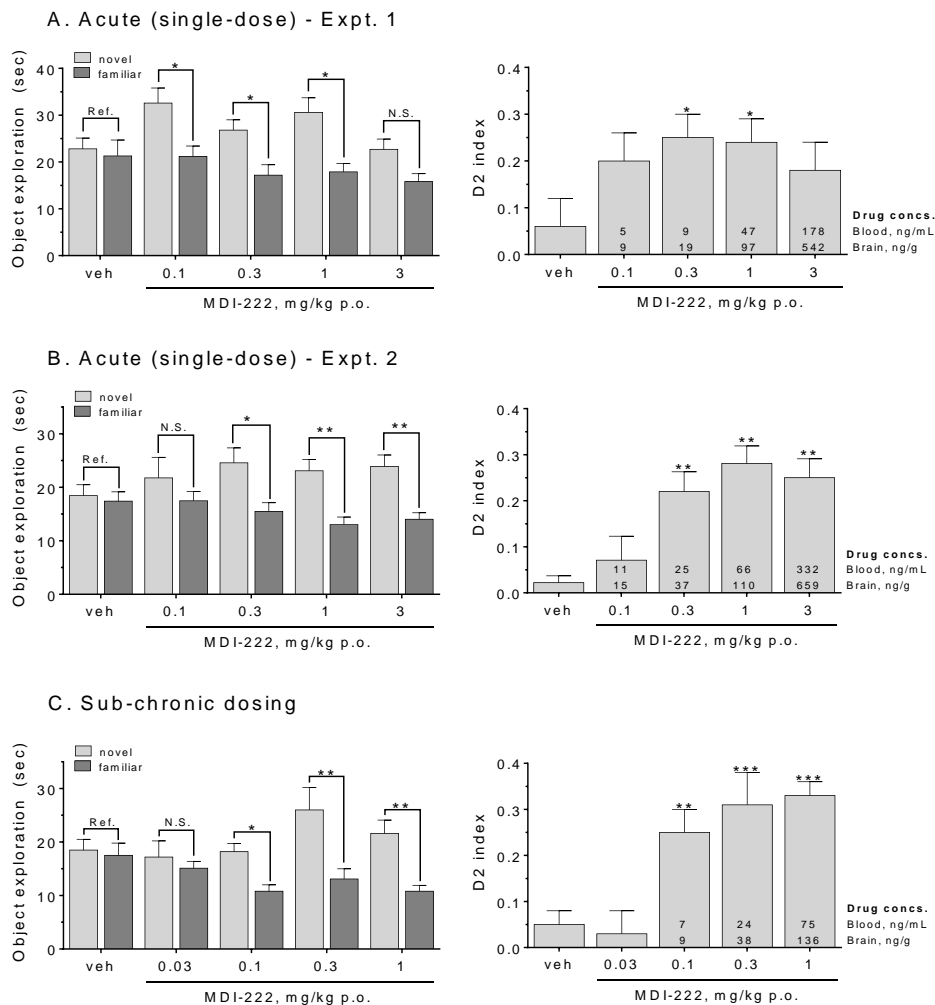 A. Acute (single-dose) - Expt. 1
novel
familiar
Object exploration (sec)
40
30
20
10
0
Ref.
*
*
*
N.S.
veh 0.1 0.3 1 3
MDI-222, mg/kg p.o.
D2 index
0.4
0.3
0.2
0.1
0.0
* *
5 9 47 178
9 19 97 542
Drug concs.
Blood, ng/mL
Brain, ng/g
veh 0.1 0.3 1 3
MDI-222, mg/kg p.o.
B. Acute (single-dose) - Expt. 2
novel
familiar
Object exploration (sec)
30
20
10
0
Ref.
N.S.
*
**
**
veh 0.1 0.3 1 3
MDI-222, mg/kg p.o.
D2 index
0.4
0.3
0.2
0.1
0.0
** ** **
11 25 66 332
15 37 110 659
Drug concs.
Blood, ng/mL
Brain, ng/g
veh 0.1 0.3 1 3
MDI-222, mg/kg p.o.
C. Sub-chronic dosing
novel
familiar
Object exploration (sec)
30
20
10
0
Ref.
N.S.
*
**
**
veh 0.03 0.1 0.3 1
MDI-222, mg/kg p.o.
D2 index
0.4
0.3
0.2
0.1
0.0
** *** ***
7 24 75
9 38 136
Drug concs.
Blood, ng/mL
Brain, ng/g
veh 0.03 0.1 0.3 1
MDI-222, mg/kg p.o.